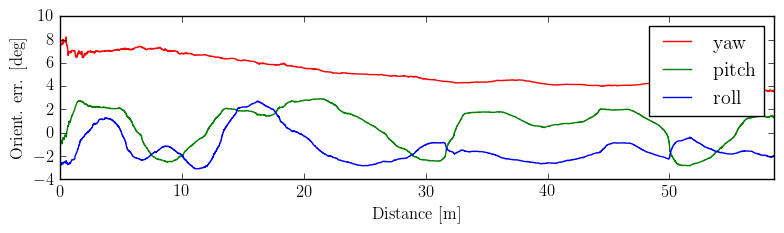 Orient. err. [deg]
10
8
6
4
2
0
−2
−4
yaw
pitch
roll
0 10 20 30 40 50
Distance [m]